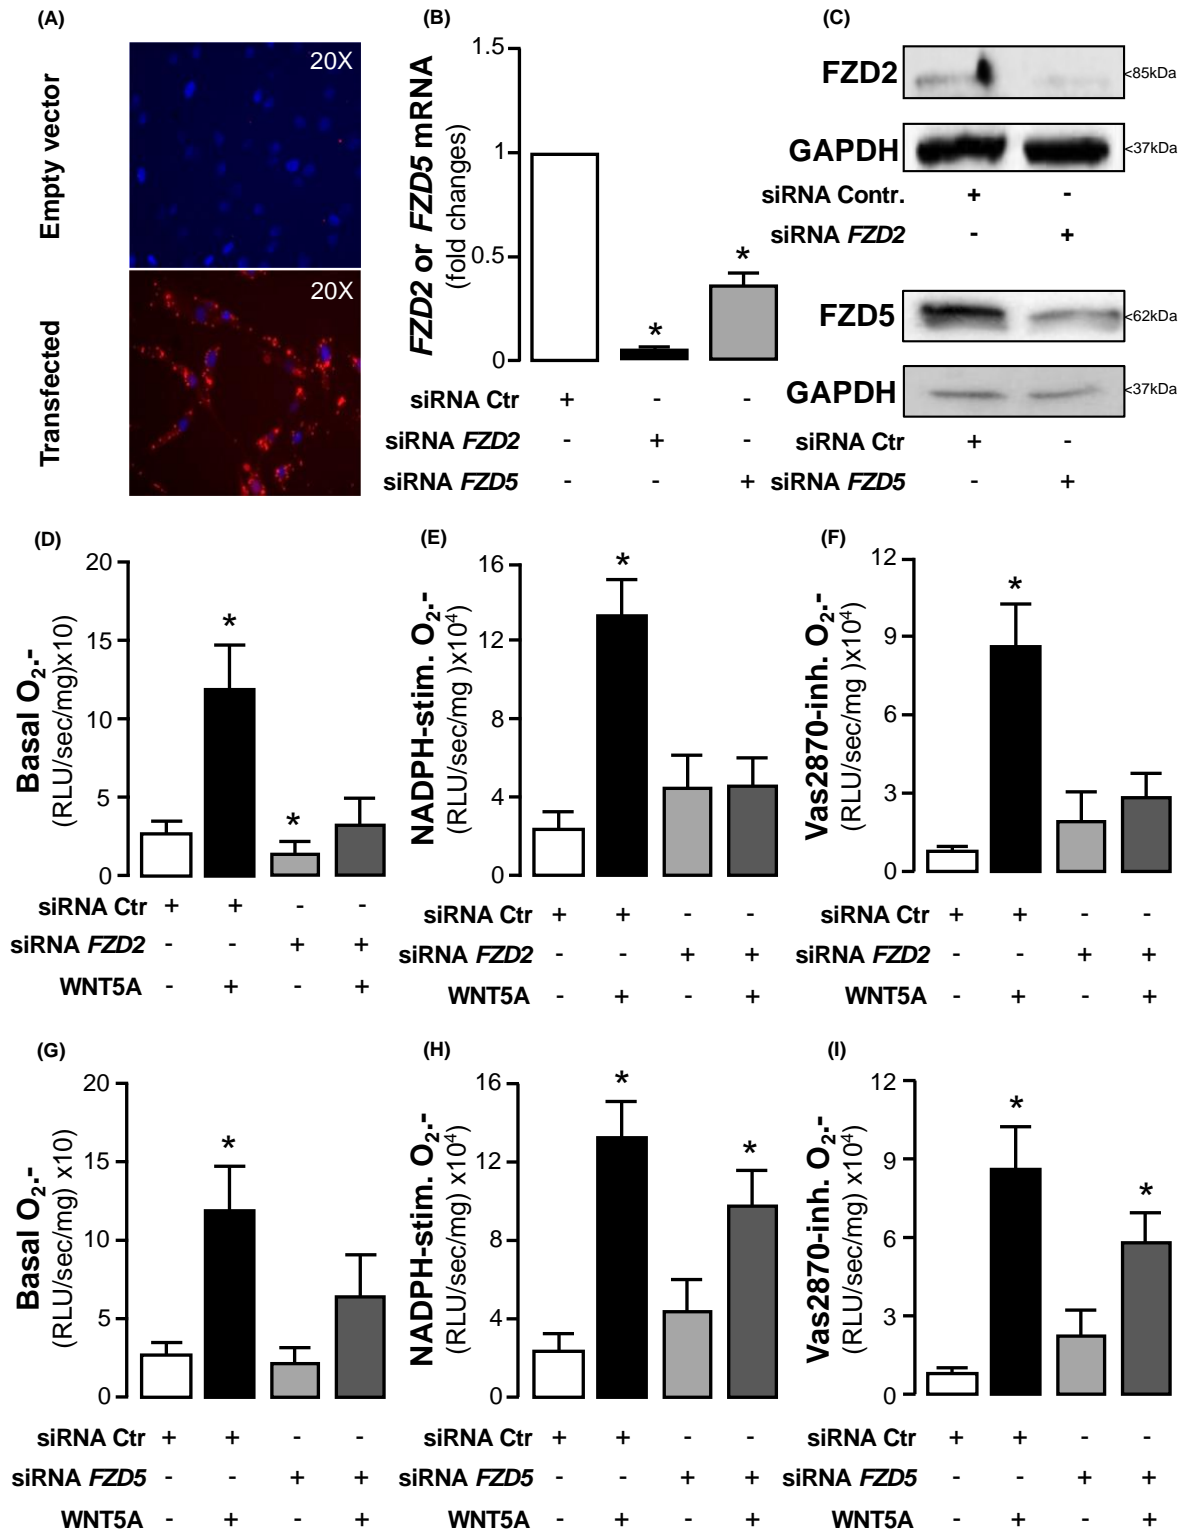 (A)
Empty vector
20X
Transfected
20X
(B)
FZD2 or FZD5 mRNA
(fold changes)
1.5
1
0.5
0
*
*
siRNA Ctr + - -
siRNA FZD2 - + -
siRNA FZD5 - - +
(C)
FZD2 <85kDa
GAPDH <37kDa
siRNA Contr. + -
siRNA FZD2 - +
FZD5 <62kDa
GAPDH <37kDa
siRNA Ctr + -
siRNA FZD5 - +
(D)
Basal O₂.-
(RLU/sec/mg)x10)
20
15
10
5
0
*
*
siRNA Ctr + + - -
siRNA FZD2 - - + +
WNT5A - + - +
(E)
NADPH-stim. O₂.-
(RLU/sec/mg )x10⁴)
16
12
8
4
0
*
siRNA Ctr + + - -
siRNA FZD2 - - + +
WNT5A - + - +
(F)
Vas2870-inh. O₂.-
(RLU/sec/mg )x10⁴)
12
9
6
3
0
*
siRNA Ctr + + - -
siRNA FZD2 - - + +
WNT5A - + - +
(G)
Basal O₂.-
(RLU/sec/mg) x10)
20
15
10
5
0
*
siRNA Ctr + + - -
siRNA FZD5 - - + +
WNT5A - + - +
(H)
NADPH-stim. O₂.-
(RLU/sec/mg) x10⁴)
16
12
8
4
0
*
*
siRNA Ctr + + - -
siRNA FZD5 - - + +
WNT5A - + - +
(I)
Vas2870-inh. O₂.-
(RLU/sec/mg) x10⁴)
12
9
6
3
0
*
*
siRNA Ctr + + - -
siRNA FZD5 - - + +
WNT5A - + - +